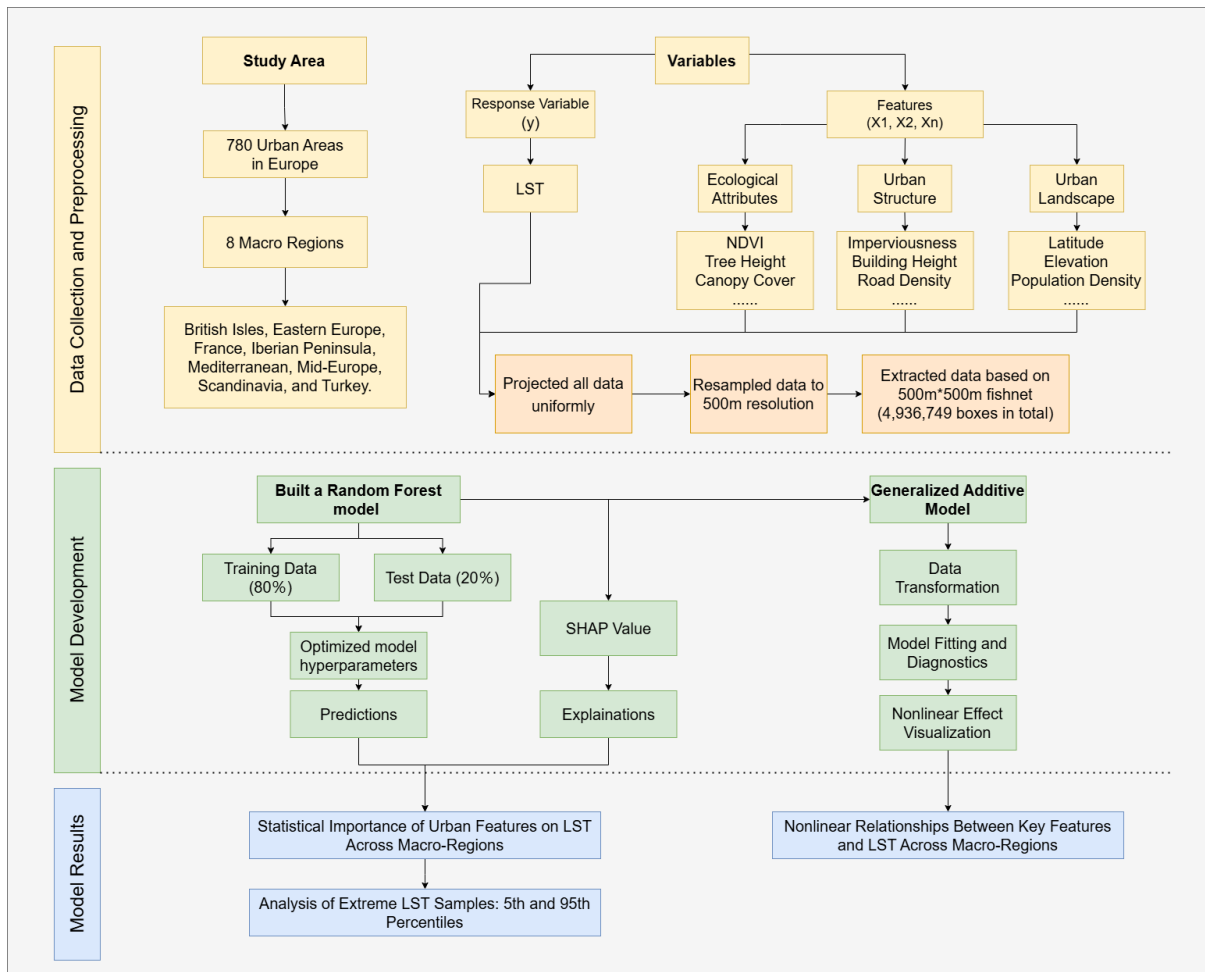 Data Collection and Preprocessing
Study Area
780 Urban Areas
in Europe
8 Macro Regions
British Isles, Eastern Europe,
France, Iberian Peninsula,
Mediterranean, Mid-Europe,
Scandinavia, and Turkey.
Variables
Response Variable
(y)
LST
Features
(X1, X2, Xn)
Ecological
Attributes
Urban
Structure
Urban
Landscape
NDVI
Tree Height
Canopy Cover
......
Imperviousness
Building Height
Road Density
......
Latitude
Elevation
Population Density
......
Projected all data
uniformly
Resampled data to
500m resolution
Extracted data based on
500m*500m fishnet
(4,936,749 boxes in total)
Model Development
Built a Random Forest
model
Training Data
(80%)
Test Data (20%)
Optimized model
hyperparameters
Predictions
SHAP Value
Explainations
Generalized Additive
Model
Data
Transformation
Model Fitting and
Diagnostics
Nonlinear Effect
Visualization
Model Results
Statistical Importance of Urban Features on LST
Across Macro-Regions
Analysis of Extreme LST Samples: 5th and 95th
Percentiles
Nonlinear Relationships Between Key Features
and LST Across Macro-Regions